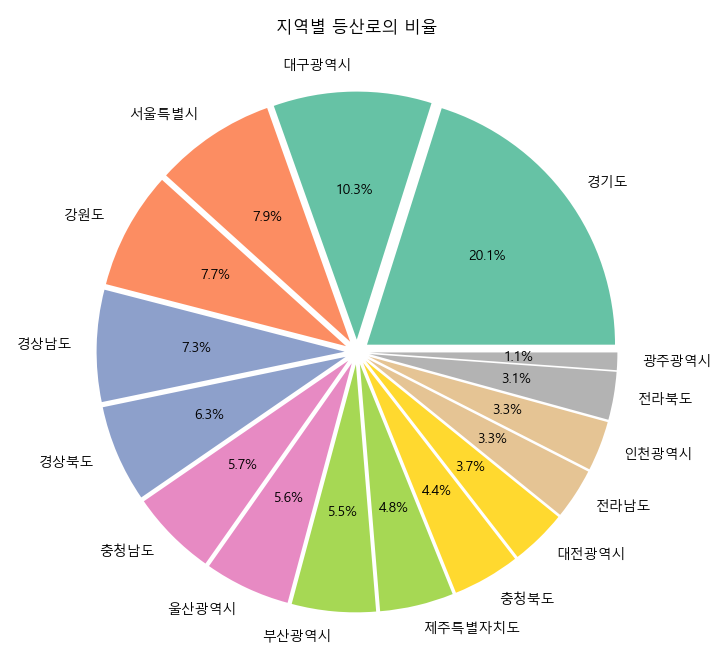 지역별 등산로의 비율
경기도
20.1%
대구광역시
10.3%
서울특별시
7.9%
강원도
7.7%
경상남도
7.3%
경상북도
6.3%
충청남도
5.7%
울산광역시
5.6%
부산광역시
5.5%
제주특별자치도
4.8%
충청북도
4.4%
대전광역시
3.7%
전라남도
3.3%
인천광역시
3.3%
전라북도
3.1%
광주광역시
1.1%